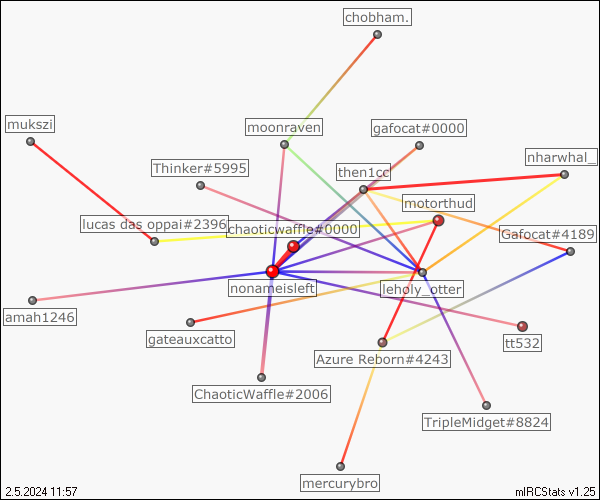 chobham.
mukszi
moonraven
gafocat#0000
nharwhal_
Thinker#5995
then1cc
motorthud
lucas das oppai#2396
chaoticwaffle#0000
Gafocat#4189
nonameisleft
leholy_otter
amah1246
gateauxcatto
tt532
Azure Reborn#4243
ChaoticWaffle#2006
TripleMidget#8824
mercurybro
2.5.2024 11:57
mIRCStats v1.25